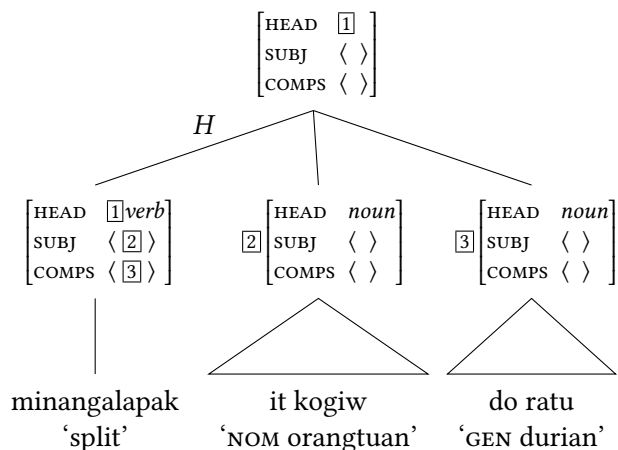 HEAD 1
SUBJ ⟨ ⟩
COMPS ⟨ ⟩
H
HEAD 1 verb HEAD noun HEAD noun
SUBJ ⟨ 2 ⟩ 2 SUBJ ⟨ ⟩ 3 SUBJ ⟨ ⟩
COMPS ⟨ 3 ⟩ COMPS ⟨ ⟩ COMPS ⟨ ⟩
minangalapak it kogiw do ratu
‘split’ ‘NOM orangtuan’ ‘GEN durian’